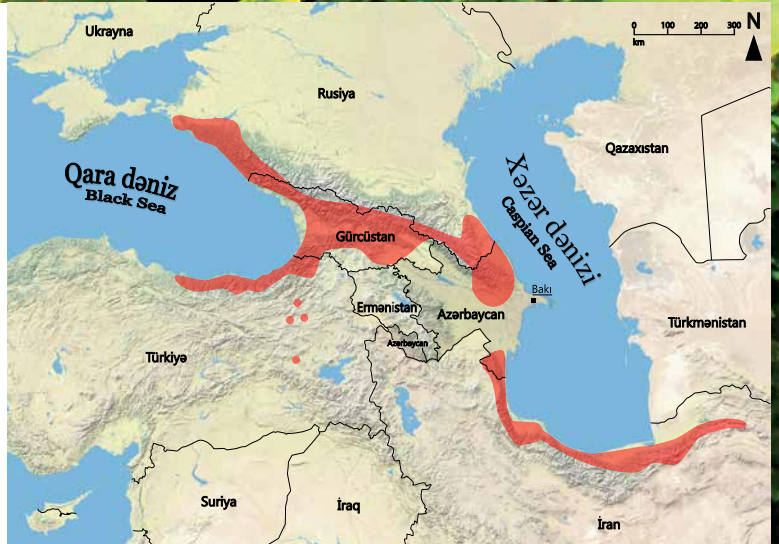 Ukrayna
0 100 200 300
km
N
Rusiya
Qazaxıstan
Qara dəniz
Black Sea
Xəzər dənizi
Caspian Sea
Gürcüstan
Bakı
Ermənistan
Azərbaycan
Azərbaycan
Türkmənistan
Türkiyə
Suriya
İraq
İran